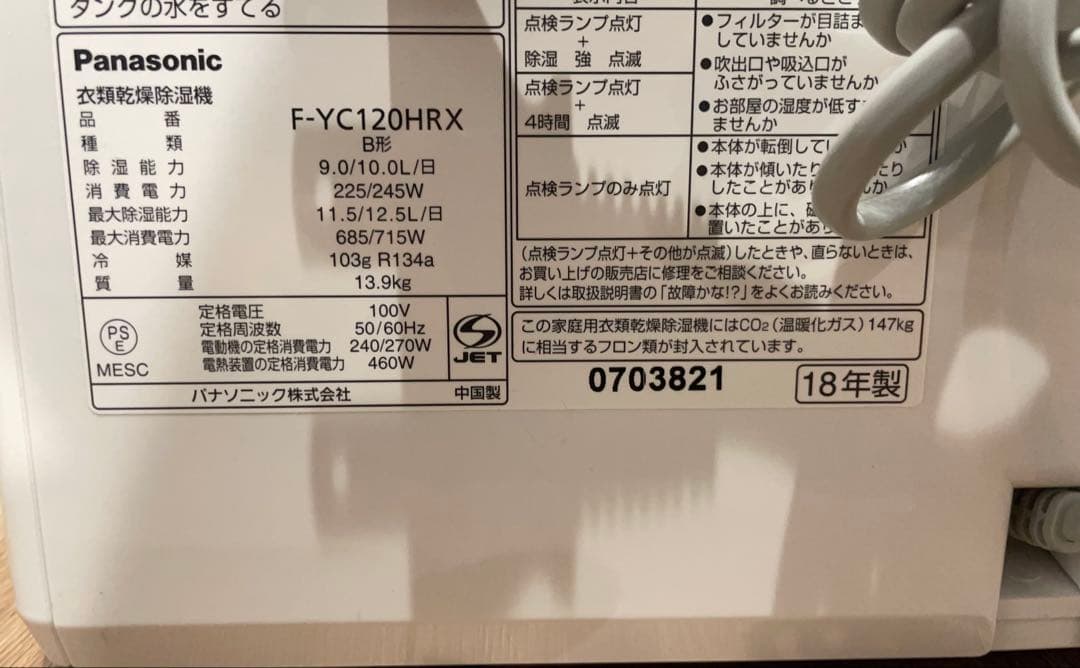 タンクの水をすてる
Panasonic
衣類乾燥除湿機
品番 F-YC120HRX
種類 B形
除湿能力 9.0/10.0L/日
消費電力 225/245W
最大除湿能力 11.5/12.5L/日
最大消費電力 685/715W
冷媒 103g R134a
質量 13.9kg
PS
E
MESC
定格電圧 100V
定格周波数 50/60Hz
電動機の定格消費電力 240/270W
電熱装置の定格消費電力 460W
S
JET
パナソニック株式会社 中国製
点検ランプ点灯
+
除湿 強 点滅
●フィルターが目詰ま
していませんか
●吹出口や吸込口が
ふさがっていませんか
点検ランプ点灯
+
4時間 点滅
●お部屋の湿度が低す
ませんか
点検ランプのみ点灯
●本体が転倒して
●本体が傾いたり
したことがあり
●本体の上に、
置いたことがあ
(点検ランプ点灯+その他が点滅)したときや、直らないときは、
お買い上げの販売店に修理をご相談ください。
詳しくは取扱説明書の「故障かな!?」をよくお読みください。
この家庭用衣類乾燥除湿機にはCO₂(温暖化ガス)147kg
に相当するフロン類が封入されています。
0703821 18年製